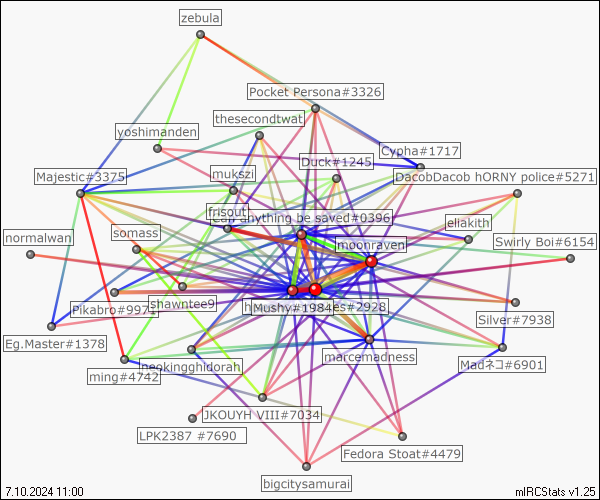 zebula
Pocket Persona#3326
thesecondtwat
yoshimanden
Cypha#1717
Duck#1245
Majestic#3375
mukszi
DacobDacob hORNY police#5271
frisout
anything be saved#0396
eliakith
normalwan
somass
moonraven
Swirly Boi#6154
shawntee9
Pikabro#9971
Mushy#1984
es#2928
Silver#7938
Eg.Master#1378
marcemadness
neokingghidorah
Madネコ#6901
ming#4742
JKOUYH VIII#7034
LPK2387 #7690
Fedora Stoat#4479
bigcitysamurai
7.10.2024 11:00
mIRCStats v1.25